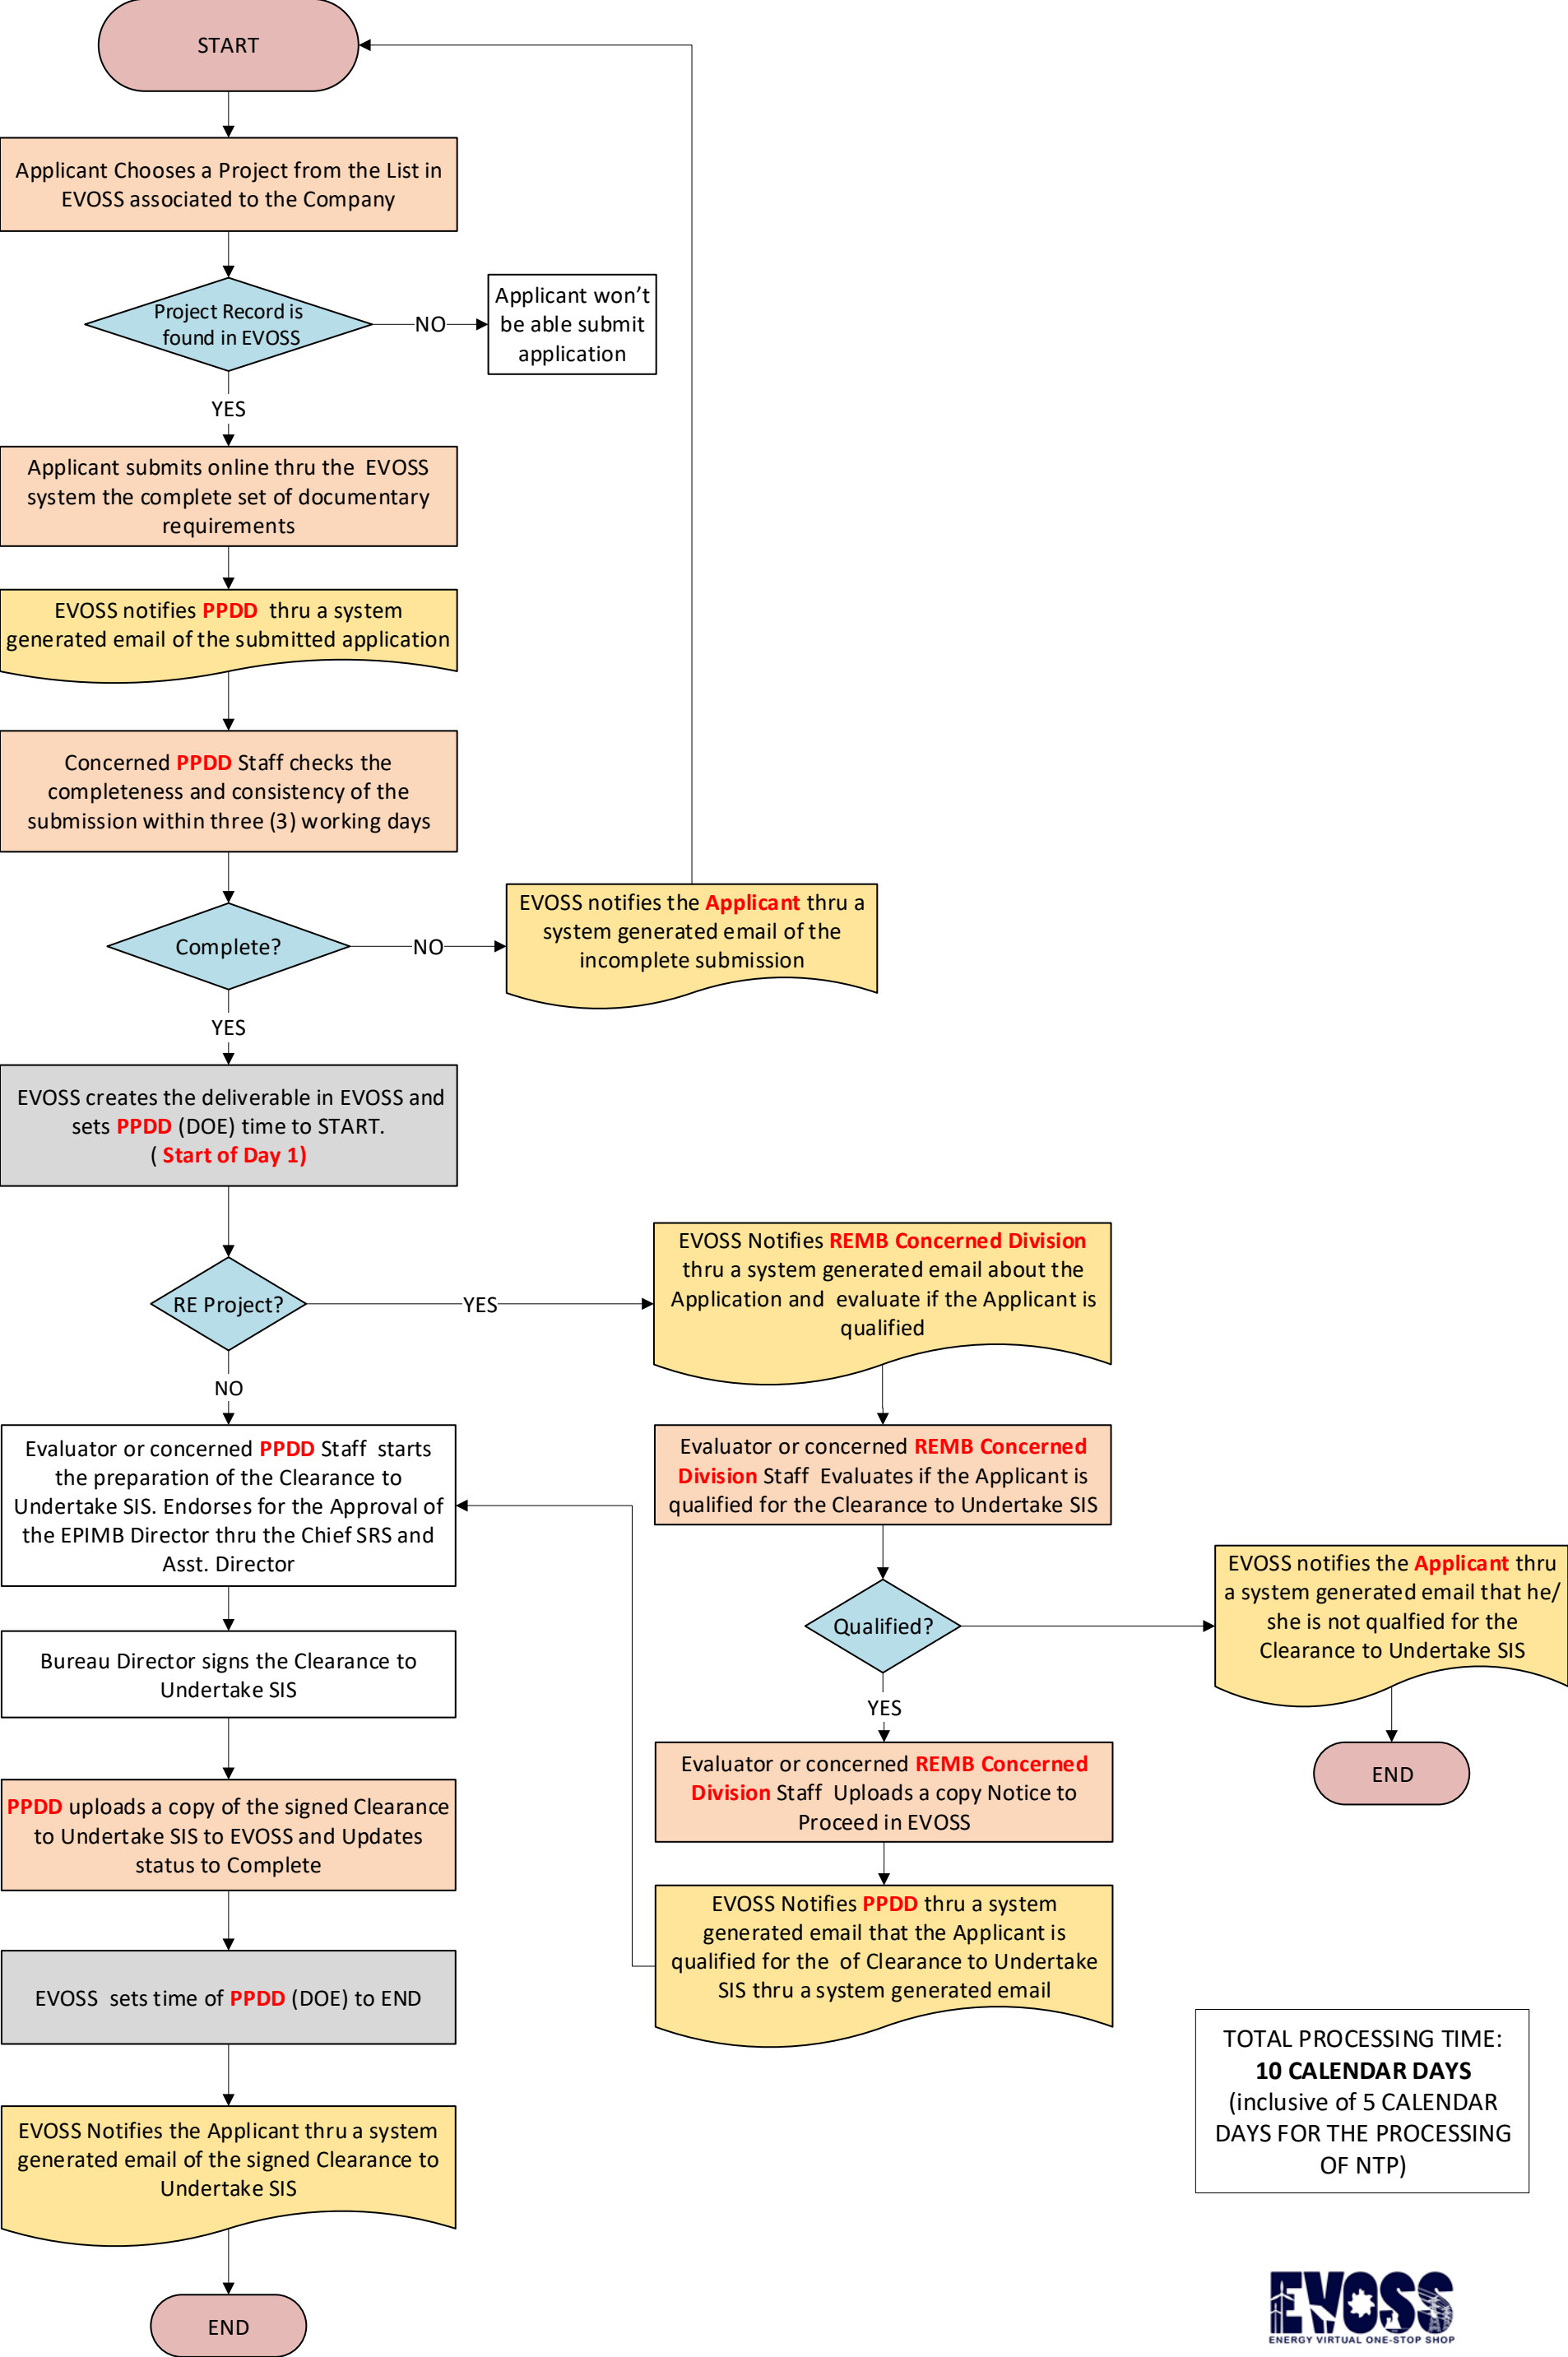 START
Applicant Chooses a Project from the List in
EVOSS associated to the Company
Project Record is
found in EVOSS
NO
Applicant won’t
be able submit
application
YES
Applicant submits online thru the EVOSS
system the complete set of documentary
requirements
EVOSS notifies PPDD thru a system
generated email of the submitted application
Concerned PPDD Staff checks the
completeness and consistency of the
submission within three (3) working days
Complete?
NO
EVOSS notifies the Applicant thru a
system generated email of the
incomplete submission
YES
EVOSS creates the deliverable in EVOSS and
sets PPDD (DOE) time to START.
( Start of Day 1)
RE Project?
YES
EVOSS Notifies REMB Concerned Division
thru a system generated email about the
Application and evaluate if the Applicant is
qualified
NO
Evaluator or concerned PPDD Staff starts
the preparation of the Clearance to
Undertake SIS. Endorses for the Approval of
the EPIMB Director thru the Chief SRS and
Asst. Director
Evaluator or concerned REMB Concerned
Division Staff Evaluates if the Applicant is
qualified for the Clearance to Undertake SIS
Qualified?
EVOSS notifies the Applicant thru
a system generated email that he/
she is not qualfied for the
Clearance to Undertake SIS
END
YES
Evaluator or concerned REMB Concerned
Division Staff Uploads a copy Notice to
Proceed in EVOSS
EVOSS Notifies PPDD thru a system
generated email that the Applicant is
qualified for the of Clearance to Undertake
SIS thru a system generated email
Bureau Director signs the Clearance to
Undertake SIS
PPDD uploads a copy of the signed Clearance
to Undertake SIS to EVOSS and Updates
status to Complete
EVOSS sets time of PPDD (DOE) to END
EVOSS Notifies the Applicant thru a system
generated email of the signed Clearance to
Undertake SIS
END
TOTAL PROCESSING TIME:
10 CALENDAR DAYS
(inclusive of 5 CALENDAR
DAYS FOR THE PROCESSING
OF NTP)
EVOSS
ENERGY VIRTUAL ONE-STOP SHOP